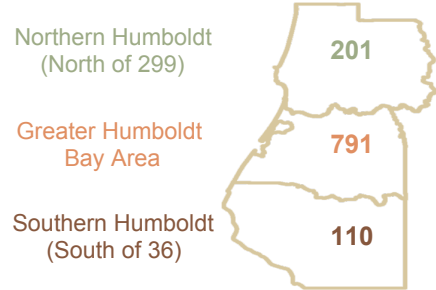 Northern Humboldt
(North of 299)
201
Greater Humboldt
Bay Area
791
Southern Humboldt
(South of 36)
110